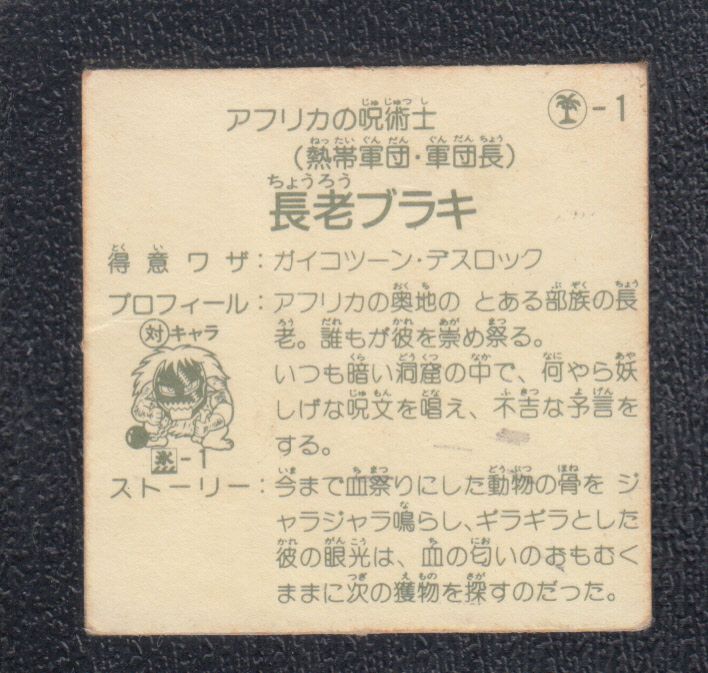 アフリカの呪術士 -1
(熱帯軍団・軍団長)
長老ブラキ
得意ワザ:ガイコツーン・デスロック
プロフィール:アフリカの奥地の とある部族の長
老。誰もが彼を崇め祭る。
いつも暗い洞窟の中で、何やら妖
しげな呪文を唱え、不吉な予言を
する。
対キャラ
氷-1
ストーリー:今まで血祭りにした動物の骨を ジ
ャラジャラ鳴らし、ギラギラとした
彼の眼光は、血の匂いのおもむく
ままに次の獲物を探すのだった。